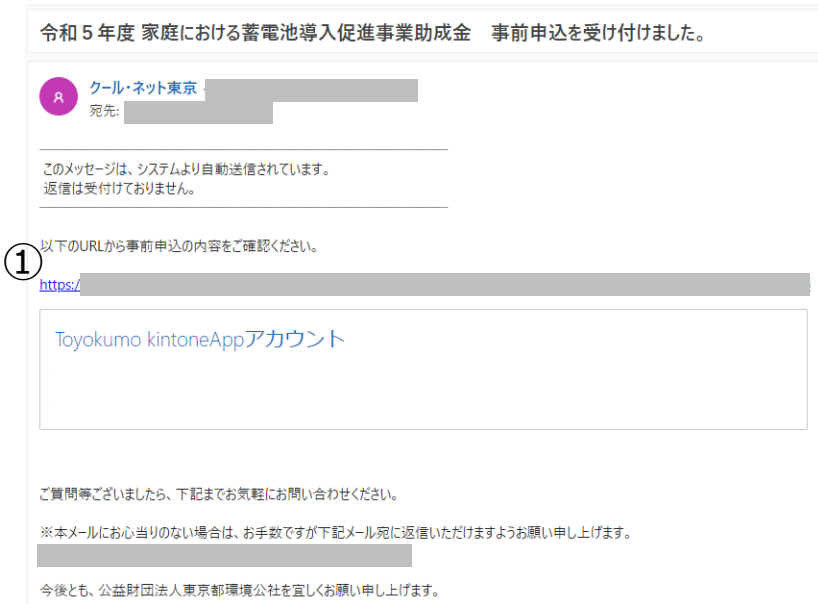 令和５年度 家庭における蓄電池導入促進事業助成金　事前申込を受け付けました。
クール・ネット東京
宛先:
このメッセージは、システムより自動送信されています。
返信は受付けておりません。
以下のURLから事前申込の内容をご確認ください。
①
https:/
Toyokumo kintoneAppアカウント
ご質問等ございましたら、下記までお気軽にお問い合わせください。
※本メールにお心当りのない場合は、お手数ですが下記メール宛に返信いただけますようお願い申し上げます。
今後とも、公益財団法人東京都環境公社を宜しくお願い申し上げます。